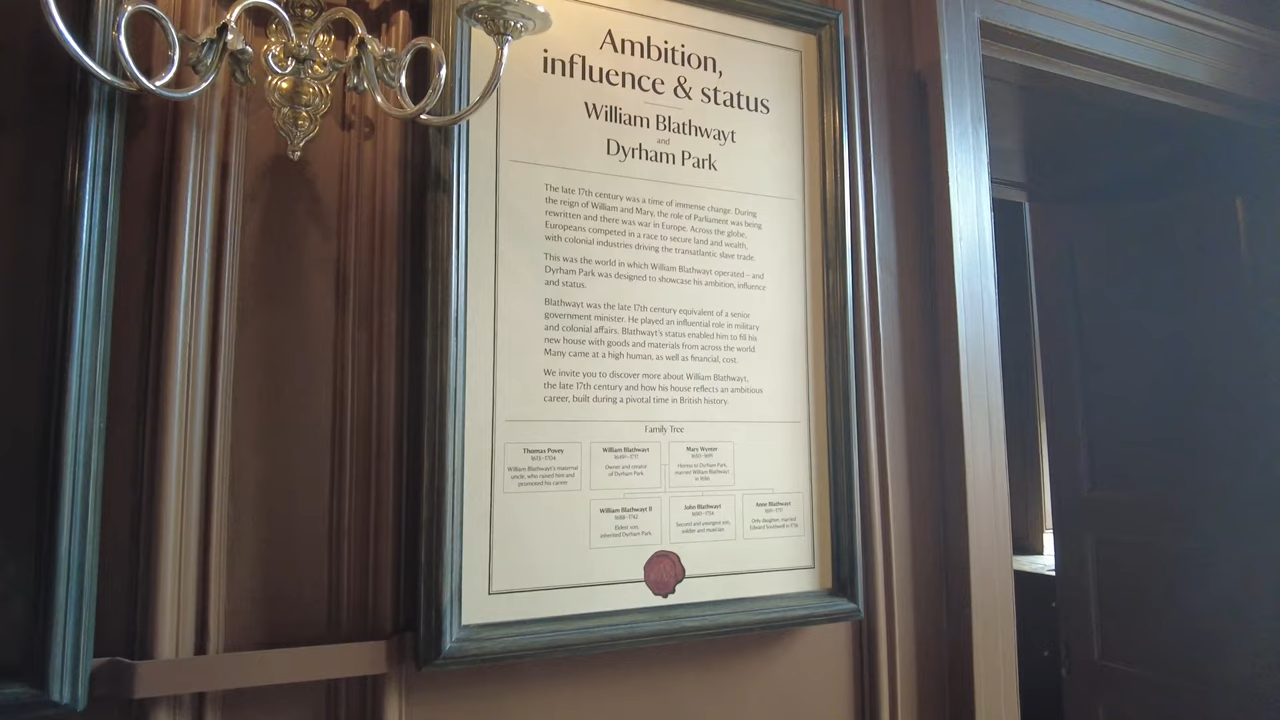 Ambition,
influence & status
William Blathwayt
and
Dyrham Park
The late 17th century was a time of immense change. During
the reign of William and Mary, the role of Parliament was being
rewritten and there was war in Europe. Across the globe,
Europeans competed in a race to secure land and wealth,
with colonial industries driving the transatlantic slave trade.
This was the world in which William Blathwayt operated – and
Dyrham Park was designed to showcase his ambition, influence
and status.
Blathwayt was the late 17th century equivalent of a senior
government minister. He played an influential role in military
and colonial affairs. Blathwayt's status enabled him to fill his
new house with goods and materials from across the world.
Many came at a high human, as well as financial, cost.
We invite you to discover more about William Blathwayt,
the late 17th century and how his house reflects an ambitious
career, built during a pivotal time in British history.
Family Tree
Thomas Povey
William Blathwayt's maternal
uncle, who raised him and
promoted his career
William Blathwayt
Owner and creator
of Dyrham Park
Mary Wynter
Heiress to Dyrham Park,
married William Blathwayt
in 1686
William Blathwayt II
Eldest son,
inherited Dyrham Park
John Blathwayt
Second and youngest son,
soldier and musician
Anne Blathwayt
Only daughter, married
Edward Southwell in